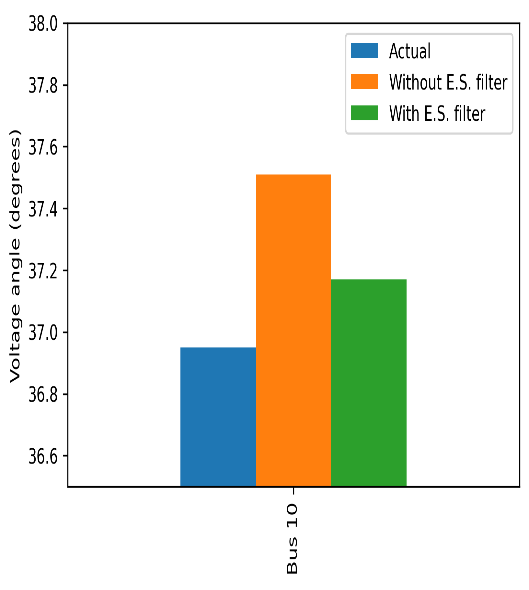 38.0
37.8
37.6
37.4
37.2
37.0
36.8
36.6
Voltage angle (degrees)
Actual
Without E.S. filter
With E.S. filter
Bus 10